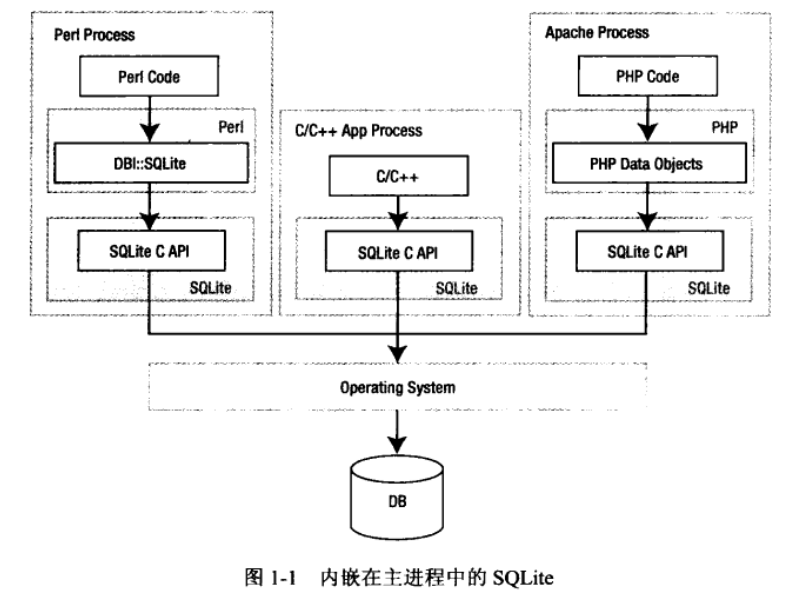 Perl Process
Perl Code
Perl
DBI::SQLite
SQLite C API
SQLite
C/C++ App Process
C/C++
SQLite C API
SQLite
Apache Process
PHP Code
PHP
PHP Data Objects
SQLite C API
SQLite
Operating System
DB
图 1-1 内嵌在主进程中的 SQLite